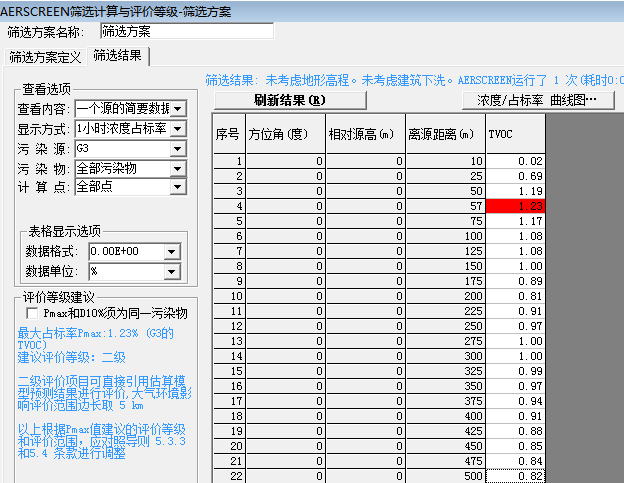 AERSCREEN筛选计算与评价等级-筛选方案
筛选方案名称: 筛选方案
筛选方案定义 筛选结果
筛选结果: 未考虑地形高程。未考虑建筑下洗。AERSCREEN运行了 1 次(耗时0:0
查看选项
查看内容: 一个源的简要数据
显示方式: 1小时浓度占标率
污 染 源: G3
污 染 物: 全部污染物
计 算 点: 全部点
表格显示选项
数据格式: 0.00E+00
数据单位: %
评价等级建议
Pmax和D10%须为同一污染物
最大占标率Pmax:1.23% (G3的
TVOC)
建议评价等级: 二级
二级评价项目可直接引用估算模
型预测结果进行评价,大气环境影
响评价范围边长取 5 km
以上根据Pmax值建议的评价等级
和评价范围，应对照导则 5.3.3
和5.4 条款进行调整
刷新结果(R) 浓度/占标率 曲线图…
序号 方位角(度) 相对源高(m) 离源距离(m) TVOC
1 0 0 10 0.02
2 0 0 25 0.69
3 0 0 50 1.19
4 0 0 57 1.23
5 0 0 75 1.17
6 0 0 100 1.08
7 0 0 125 1.08
8 0 0 150 1.00
9 0 0 175 0.89
10 0 0 200 0.81
11 0 0 225 0.91
12 0 0 250 0.97
13 0 0 275 1.00
14 0 0 300 1.00
15 0 0 325 0.99
16 0 0 350 0.97
17 0 0 375 0.94
18 0 0 400 0.91
19 0 0 425 0.88
20 0 0 450 0.85
21 0 0 475 0.84
22 0 0 500 0.82